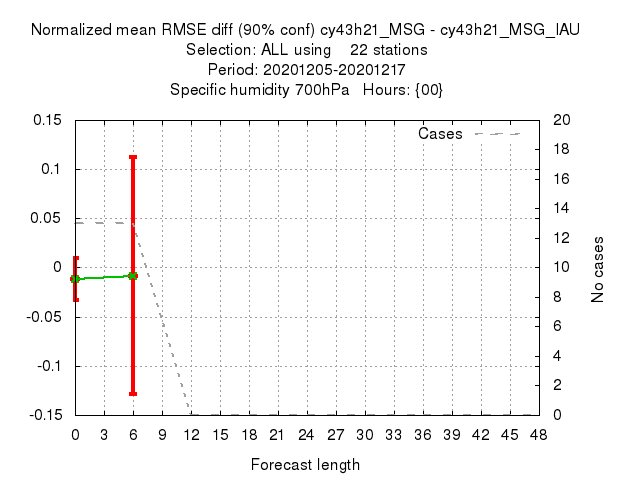 Normalized mean RMSE diff (90% conf) cy43h21_MSG - cy43h21_MSG_IAU
Selection: ALL using    22 stations
Period: 20201205-20201217
Specific humidity 700hPa   Hours: {00}
Cases
0.15
0.1
0.05
0
-0.05
-0.1
-0.15
20
18
16
14
12
10
8
6
4
2
0
No cases
0 3 6 9 12 15 18 21 24 27 30 33 36 39 42 45 48
Forecast length